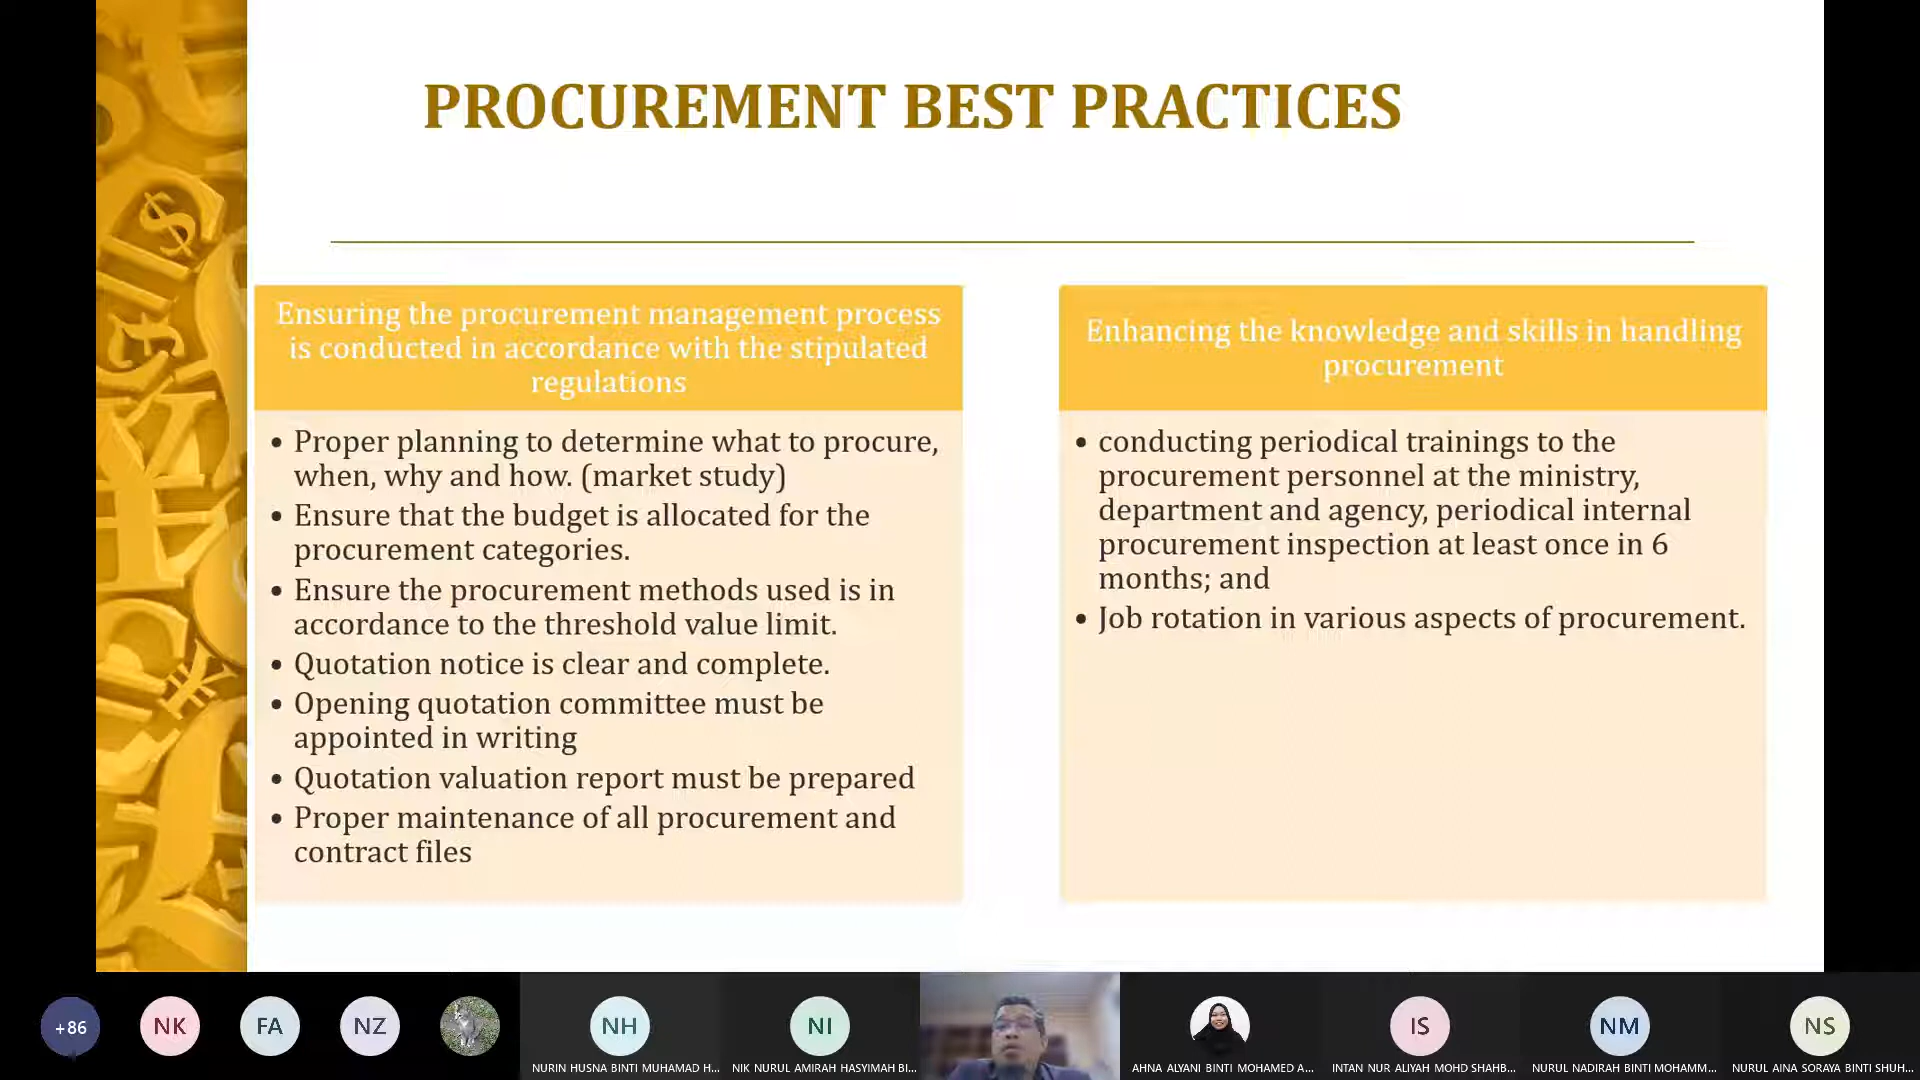 PROCUREMENT BEST PRACTICES
Ensuring the procurement management process
is conducted in accordance with the stipulated
regulations
• Proper planning to determine what to procure,
when, why and how. (market study)
• Ensure that the budget is allocated for the
procurement categories.
• Ensure the procurement methods used is in
accordance to the threshold value limit.
• Quotation notice is clear and complete.
• Opening quotation committee must be
appointed in writing
• Quotation valuation report must be prepared
• Proper maintenance of all procurement and
contract files
Enhancing the knowledge and skills in handling
procurement
• conducting periodical trainings to the
procurement personnel at the ministry,
department and agency, periodical internal
procurement inspection at least once in 6
months; and
• Job rotation in various aspects of procurement.
+86
NK
FA
NZ
NH
NI
IS
NM
NS
NURIN HUSNA BINTI MUHAMAD H...
NIK NURUL AMIRAH HASYIMAH BI...
AHNA ALYANI BINTI MOHAMED A...
INTAN NUR ALIYAH MOHD SHAHB...
NURUL NADIRAH BINTI MOHAMM...
NURUL AINA SORAYA BINTI SHUH...